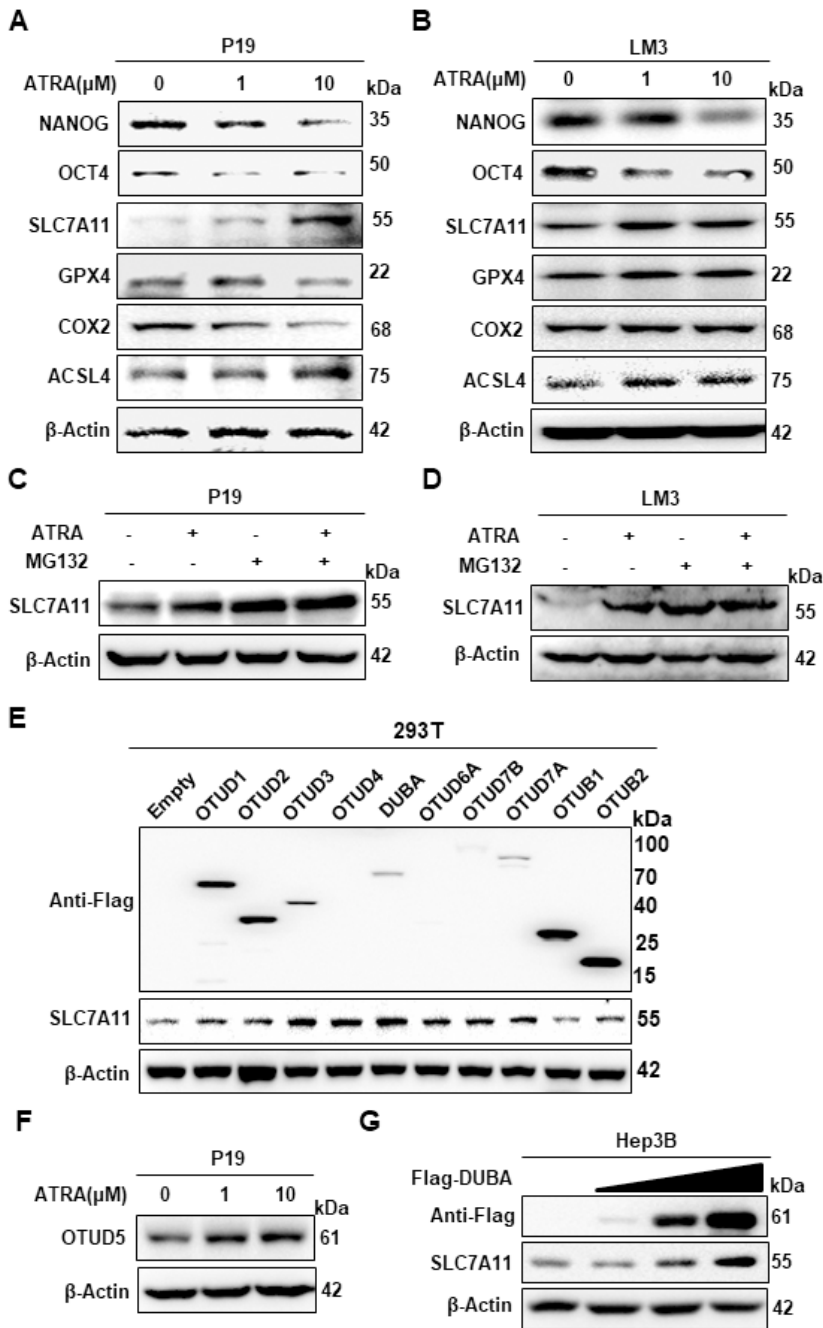 A
P19
ATRA(µM) 0 1 10 kDa
NANOG 35
OCT4 50
SLC7A11 55
GPX4 22
COX2 68
ACSL4 75
β-Actin 42
B
LM3
ATRA(µM) 0 1 10 kDa
NANOG 35
OCT4 50
SLC7A11 55
GPX4 22
COX2 68
ACSL4 75
β-Actin 42
C
P19
ATRA - + - +
MG132 - - + +
kDa
SLC7A11 55
β-Actin 42
D
LM3
ATRA - + - +
MG132 - - + +
kDa
SLC7A11 55
β-Actin 42
E
293T
Empty OTUD1 OTUD2 OTUD3 OTUD4 DUBA OTUD6A OTUD7B OTUD7A OTUB1 OTUB2
kDa
100
70
Anti-Flag 40
25
15
SLC7A11 55
β-Actin 42
F
P19
ATRA(µM) 0 1 10 kDa
OTUD5 61
β-Actin 42
G
Hep3B
Flag-DUBA kDa
Anti-Flag 61
SLC7A11 55
β-Actin 42